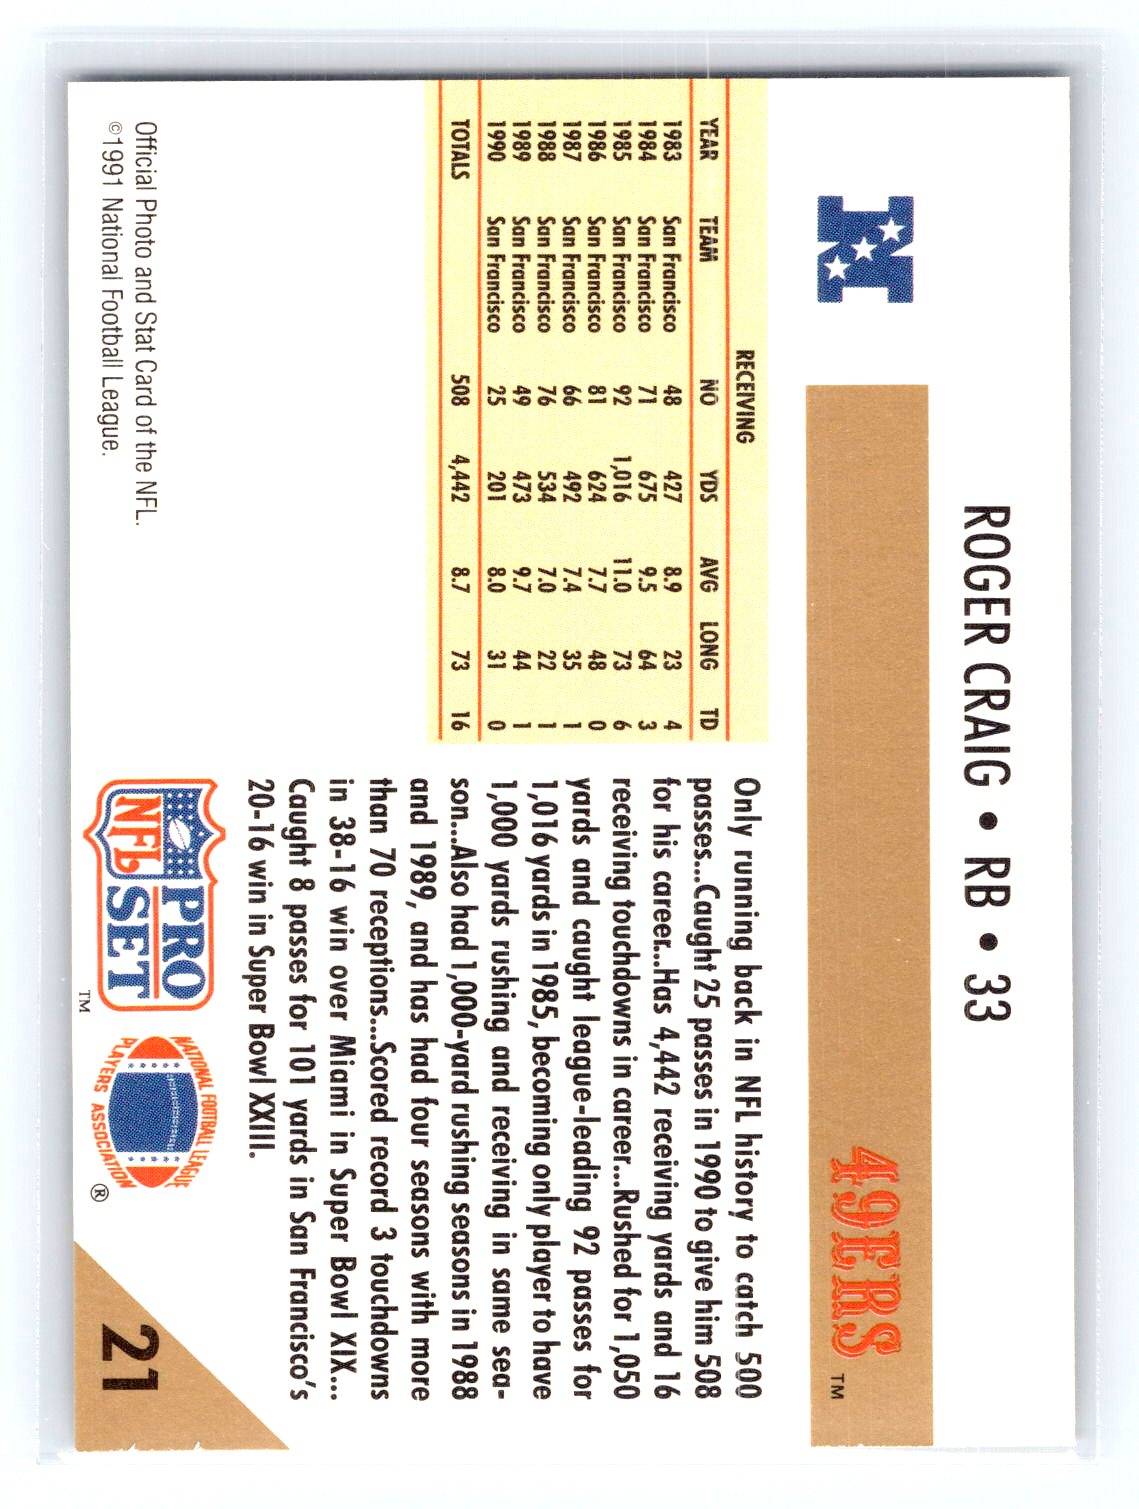 ROGER CRAIG • RB • 33
N
49ERS ™
RECEIVING
YEAR TEAM NO YDS AVG LONG TD
1983 San Francisco 48 427 8.9 23 4
1984 San Francisco 71 675 9.5 64 3
1985 San Francisco 92 1,016 11.0 73 6
1986 San Francisco 81 624 7.7 48 0
1987 San Francisco 66 492 7.4 35 1
1988 San Francisco 76 534 7.0 22 1
1989 San Francisco 49 473 9.7 44 1
1990 San Francisco 25 201 8.0 31 0
TOTALS 508 4,442 8.7 73 16
Only running back in NFL history to catch 500
passes...Caught 25 passes in 1990 to give him 508
for his career...Has 4,442 receiving yards and 16
receiving touchdowns in career...Rushed for 1,050
yards and caught league-leading 92 passes for
1,016 yards in 1985, becoming only player to have
1,000 yards rushing and receiving in same sea-
son...Also had 1,000-yard rushing seasons in 1988
and 1989, and has had four seasons with more
than 70 receptions...Scored record 3 touchdowns
in 38-16 win over Miami in Super Bowl XIX...
Caught 8 passes for 101 yards in San Francisco's
20-16 win in Super Bowl XXIII.
Official Photo and Stat Card of the NFL.
©1991 National Football League.
NFL
PRO
SET
™
NATIONAL FOOTBALL LEAGUE
PLAYERS ASSOCIATION
®
21